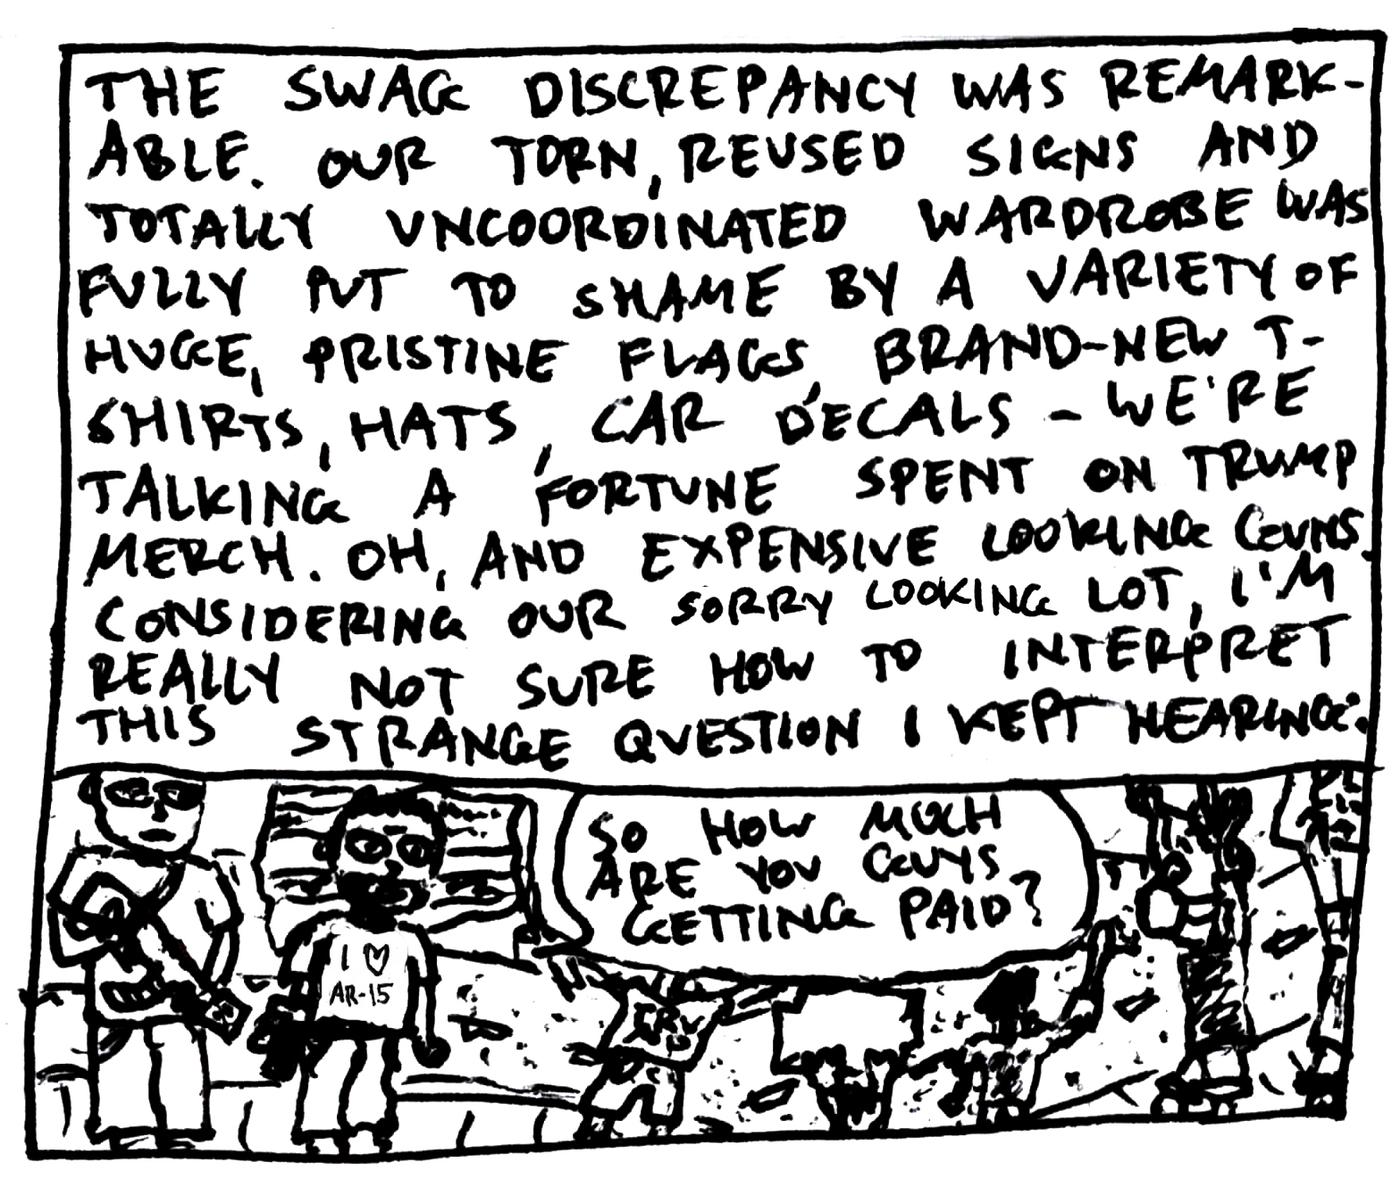 THE SWAG DISCREPANCY WAS REMARK-
ABLE. OUR TORN, REUSED SIGNS AND
TOTALLY UNCOORDINATED WARDROBE WAS
FULLY PUT TO SHAME BY A VARIETY OF
HUGE, PRISTINE FLAGS, BRAND-NEW T-
SHIRTS, HATS, CAR DECALS - WE'RE
TALKING A FORTUNE SPENT ON TRUMP
MERCH. OH, AND EXPENSIVE LOOKING GUNS.
CONSIDERING OUR SORRY LOOKING LOT, I'M
REALLY NOT SURE HOW TO INTERPRET
THIS STRANGE QUESTION I KEPT HEARING:
SO HOW MUCH
ARE YOU GUYS
GETTING PAID?
I ♡
AR-15